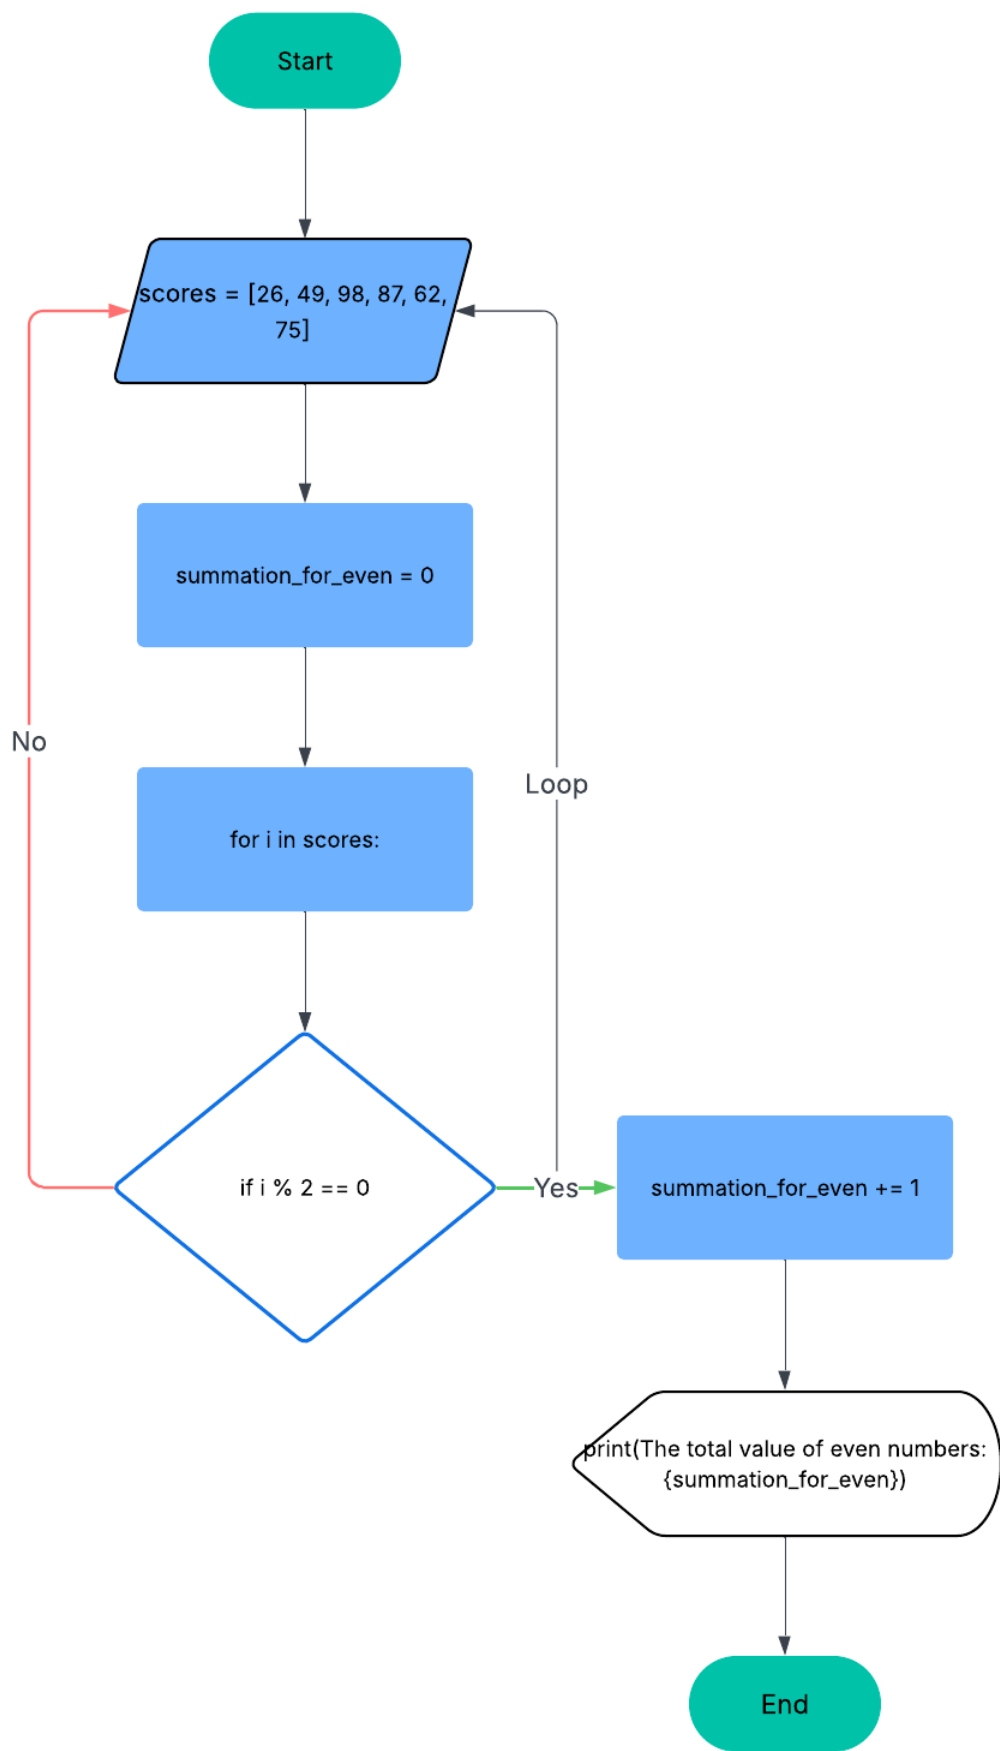 Start
scores = [26, 49, 98, 87, 62,
75]
summation_for_even = 0
No
Loop
for i in scores:
if i % 2 == 0
Yes
summation_for_even += 1
print(The total value of even numbers:
{summation_for_even})
End